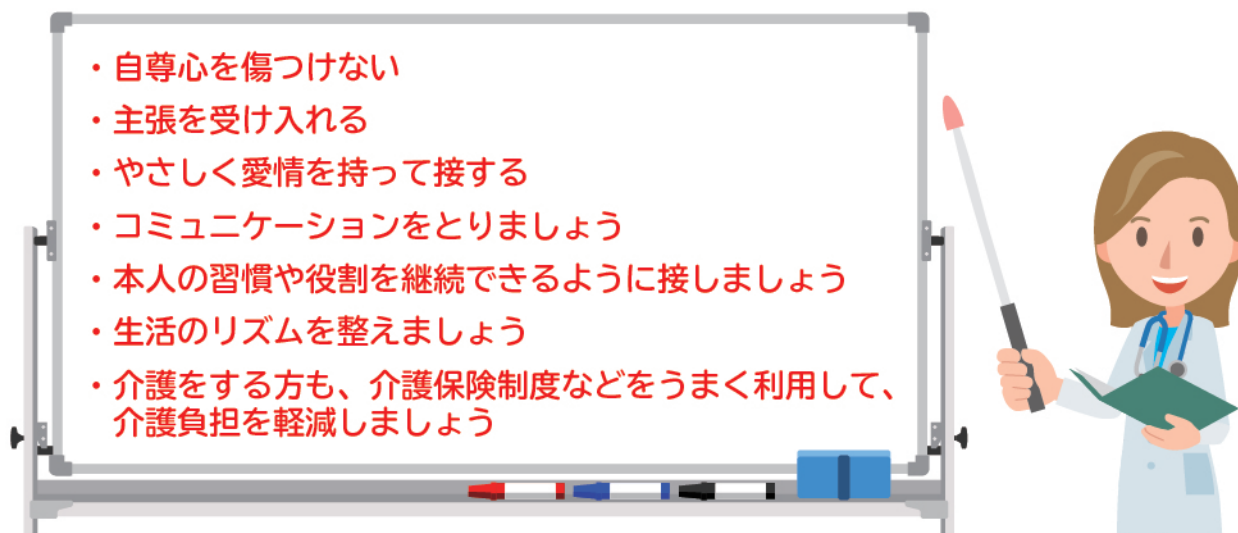 ・自尊心を傷つけない
・主張を受け入れる
・やさしく愛情を持って接する
・コミュニケーションをとりましょう
・本人の習慣や役割を継続できるように接しましょう
・生活のリズムを整えましょう
・介護をする方も、介護保険制度などをうまく利用して、
介護負担を軽減しましょう